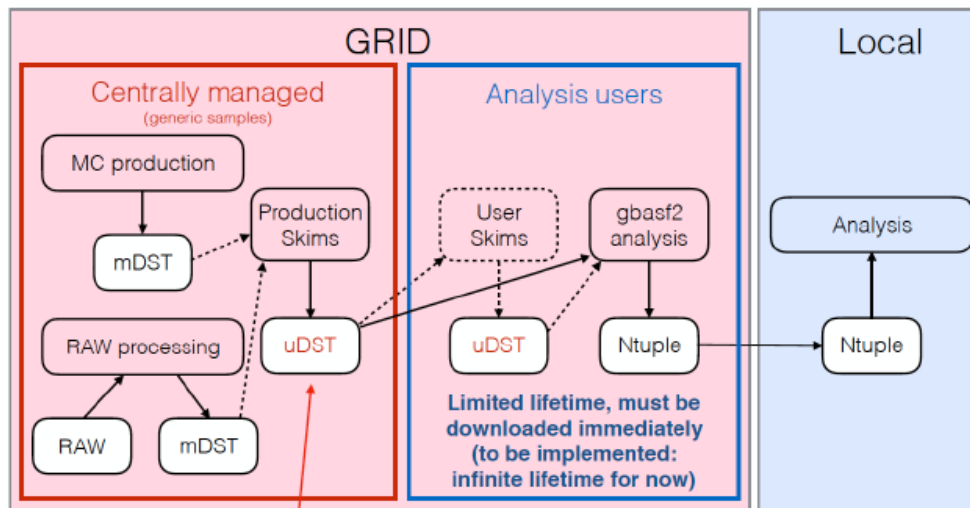 GRID
Local
Centrally managed
(generic samples)
Analysis users
MC production
Production
Skims
User
Skims
gbasf2
analysis
Analysis
mDST
RAW processing
uDST
uDST
Ntuple
Ntuple
RAW
mDST
Limited lifetime, must be
downloaded immediately
(to be implemented:
infinite lifetime for now)